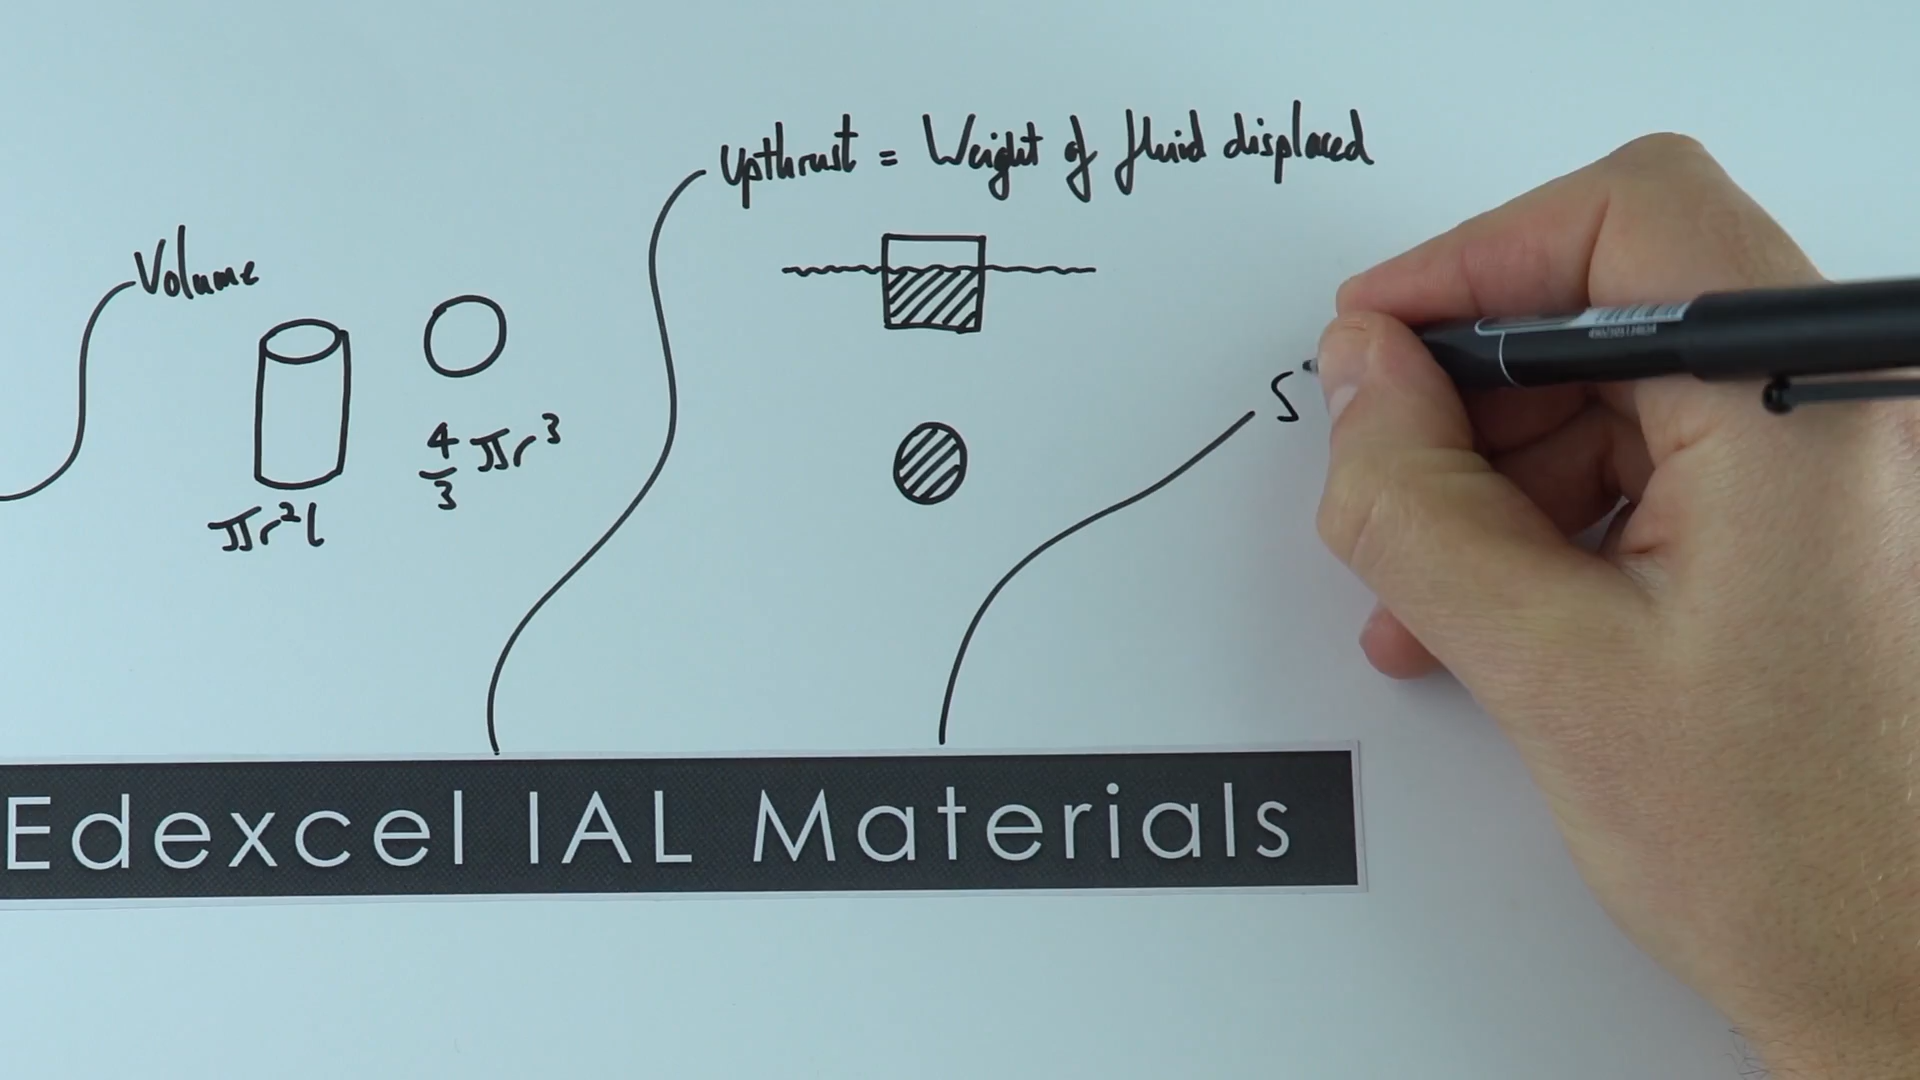 Upthrust = Weight of fluid displaced
Volume
πr²l
4/3 πr³
S
Edexcel IAL Materials